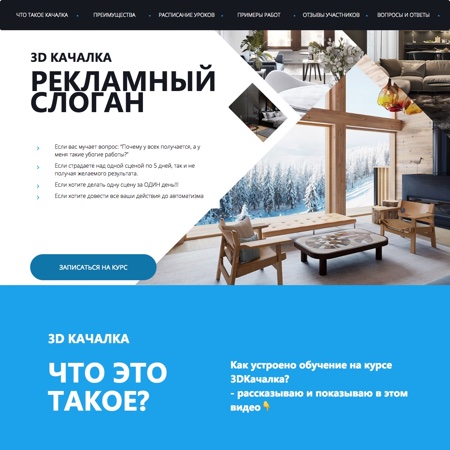 ЧТО ТАКОЕ КАЧАЛКА
ПРЕИМУЩЕСТВА
РАСПИСАНИЕ УРОКОВ
ПРИМЕРЫ РАБОТ
ОТЗЫВЫ УЧАСТНИКОВ
ВОПРОСЫ И ОТВЕТЫ
3D КАЧАЛКА
РЕКЛАМНЫЙ
СЛОГАН
Если вас мучает вопрос: "Почему у всех получается, а у
меня такие убогие работы?"
Если страдаете над одной сценой по 5 дней, так и не
получая желаемого результата.
Если хотите делать одну сцену за ОДИН день!!!
Если хотите довести все ваши действия до автоматизма
ЗАПИСАТЬСЯ НА КУРС
3D КАЧАЛКА
ЧТО ЭТО
ТАКОЕ?
Как устроено обучение на курсе
3DКачалка?
- рассказываю и показываю в этом
видео👇